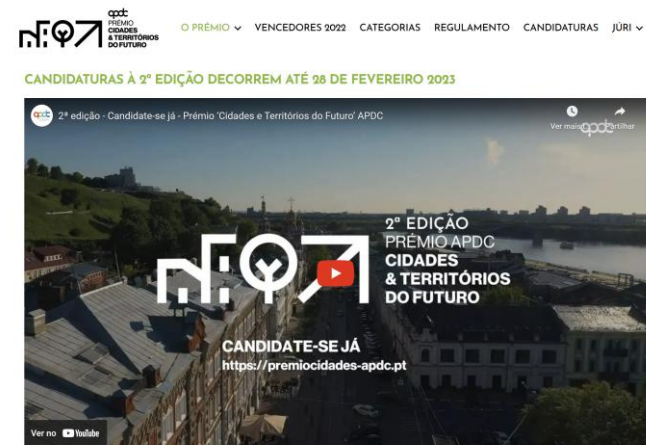 apdc
PRÉMIO
CIDADES
& TERRITÓRIOS
DO FUTURO
O PRÉMIO
VENCEDORES 2022
CATEGORIAS
REGULAMENTO
CANDIDATURAS
JÚRI
CANDIDATURAS À 2ª EDIÇÃO DECORREM ATÉ 28 DE FEVEREIRO 2023
apdc
2ª edição - Candidate-se já - Prémio 'Cidades e Territórios do Futuro' APDC
Ver mais
apdc
Partilhar
2ª EDIÇÃO
PRÉMIO APDC
CIDADES
& TERRITÓRIOS
DO FUTURO
CANDIDATE-SE JÁ
https://premiocidades-apdc.pt
Ver no YouTube